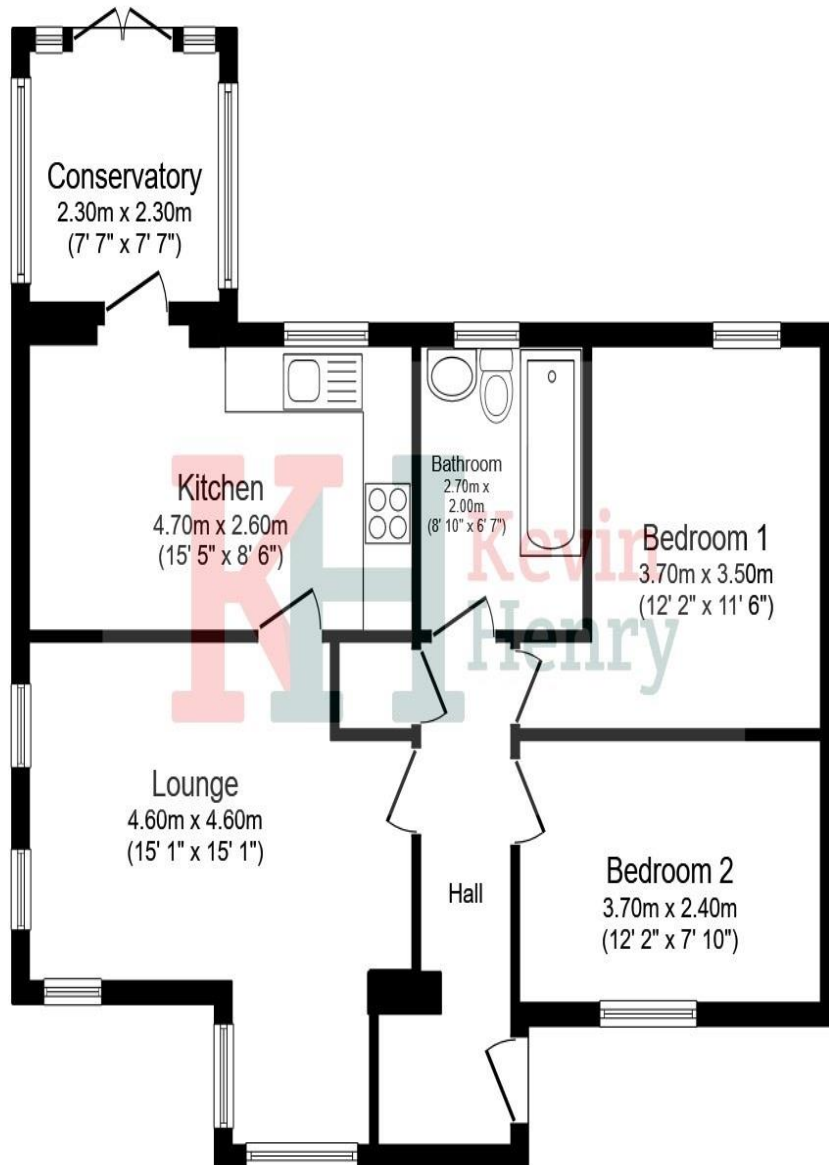 Conservatory
2.30m x 2.30m
(7' 7" x 7' 7")
Kitchen
4.70m x 2.60m
(15' 5" x 8' 6")
Bathroom
2.70m x
2.00m
(8' 10" x 6' 7")
Bedroom 1
3.70m x 3.50m
(12' 2" x 11' 6")
KH
Kevin
Henry
Lounge
4.60m x 4.60m
(15' 1" x 15' 1")
Hall
Bedroom 2
3.70m x 2.40m
(12' 2" x 7' 10")